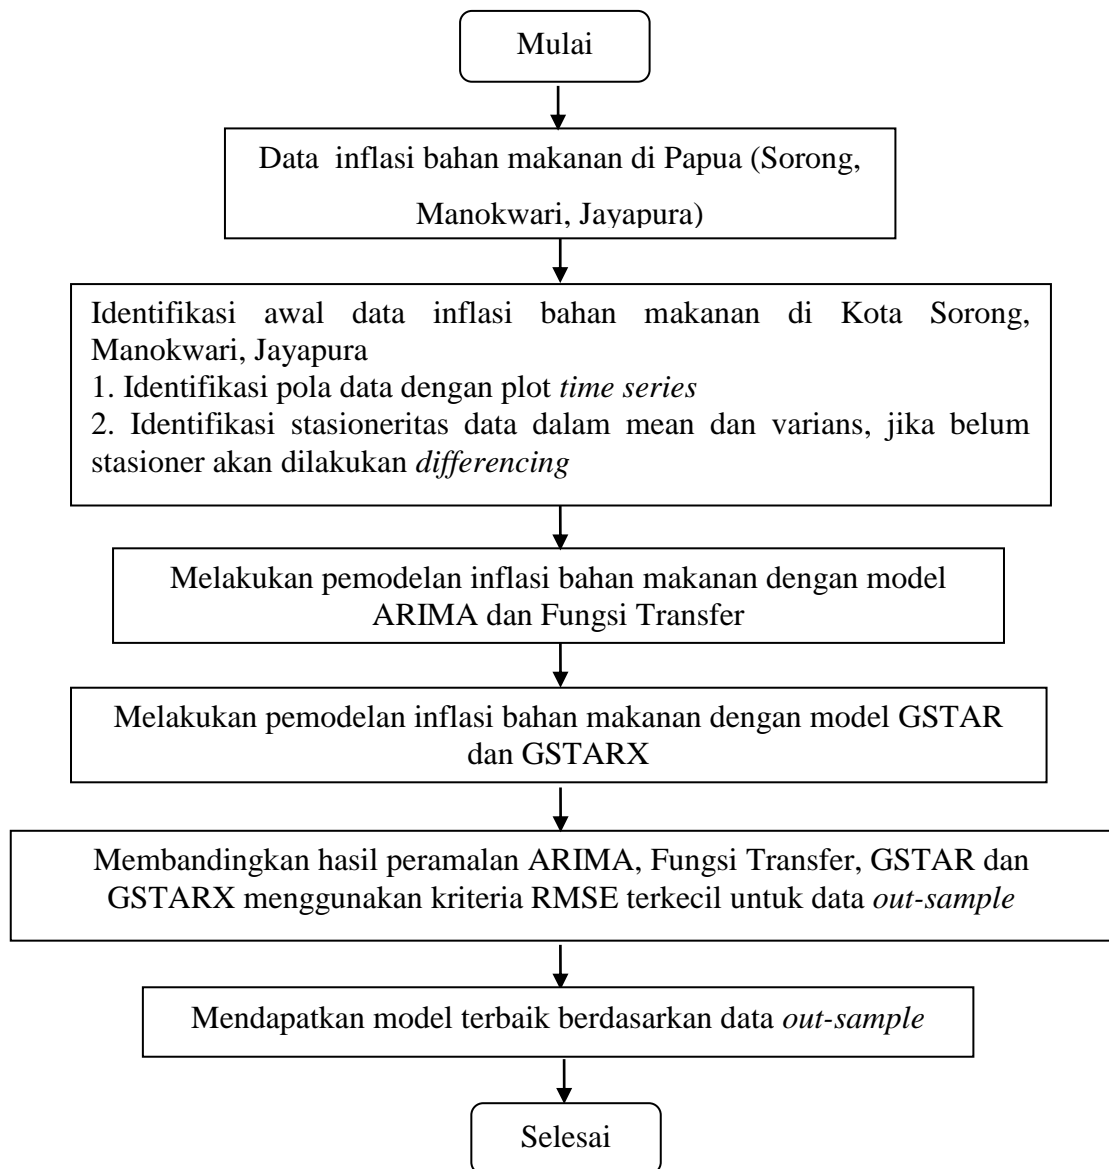 Mulai
Data inflasi bahan makanan di Papua (Sorong,
Manokwari, Jayapura)
Identifikasi awal data inflasi bahan makanan di Kota Sorong,
Manokwari, Jayapura
1. Identifikasi pola data dengan plot time series
2. Identifikasi stasioneritas data dalam mean dan varians, jika belum
stasioner akan dilakukan differencing
Melakukan pemodelan inflasi bahan makanan dengan model
ARIMA dan Fungsi Transfer
Melakukan pemodelan inflasi bahan makanan dengan model GSTAR
dan GSTARX
Membandingkan hasil peramalan ARIMA, Fungsi Transfer, GSTAR dan
GSTARX menggunakan kriteria RMSE terkecil untuk data out-sample
Mendapatkan model terbaik berdasarkan data out-sample
Selesai